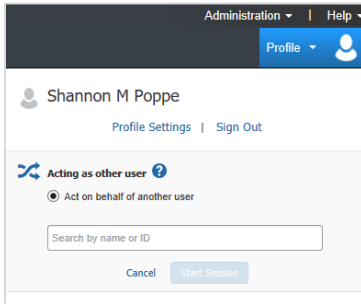 Administration | Help
Profile
Shannon M Poppe
Profile Settings | Sign Out
Acting as other user ?
Act on behalf of another user
Search by name or ID
Cancel Start Session